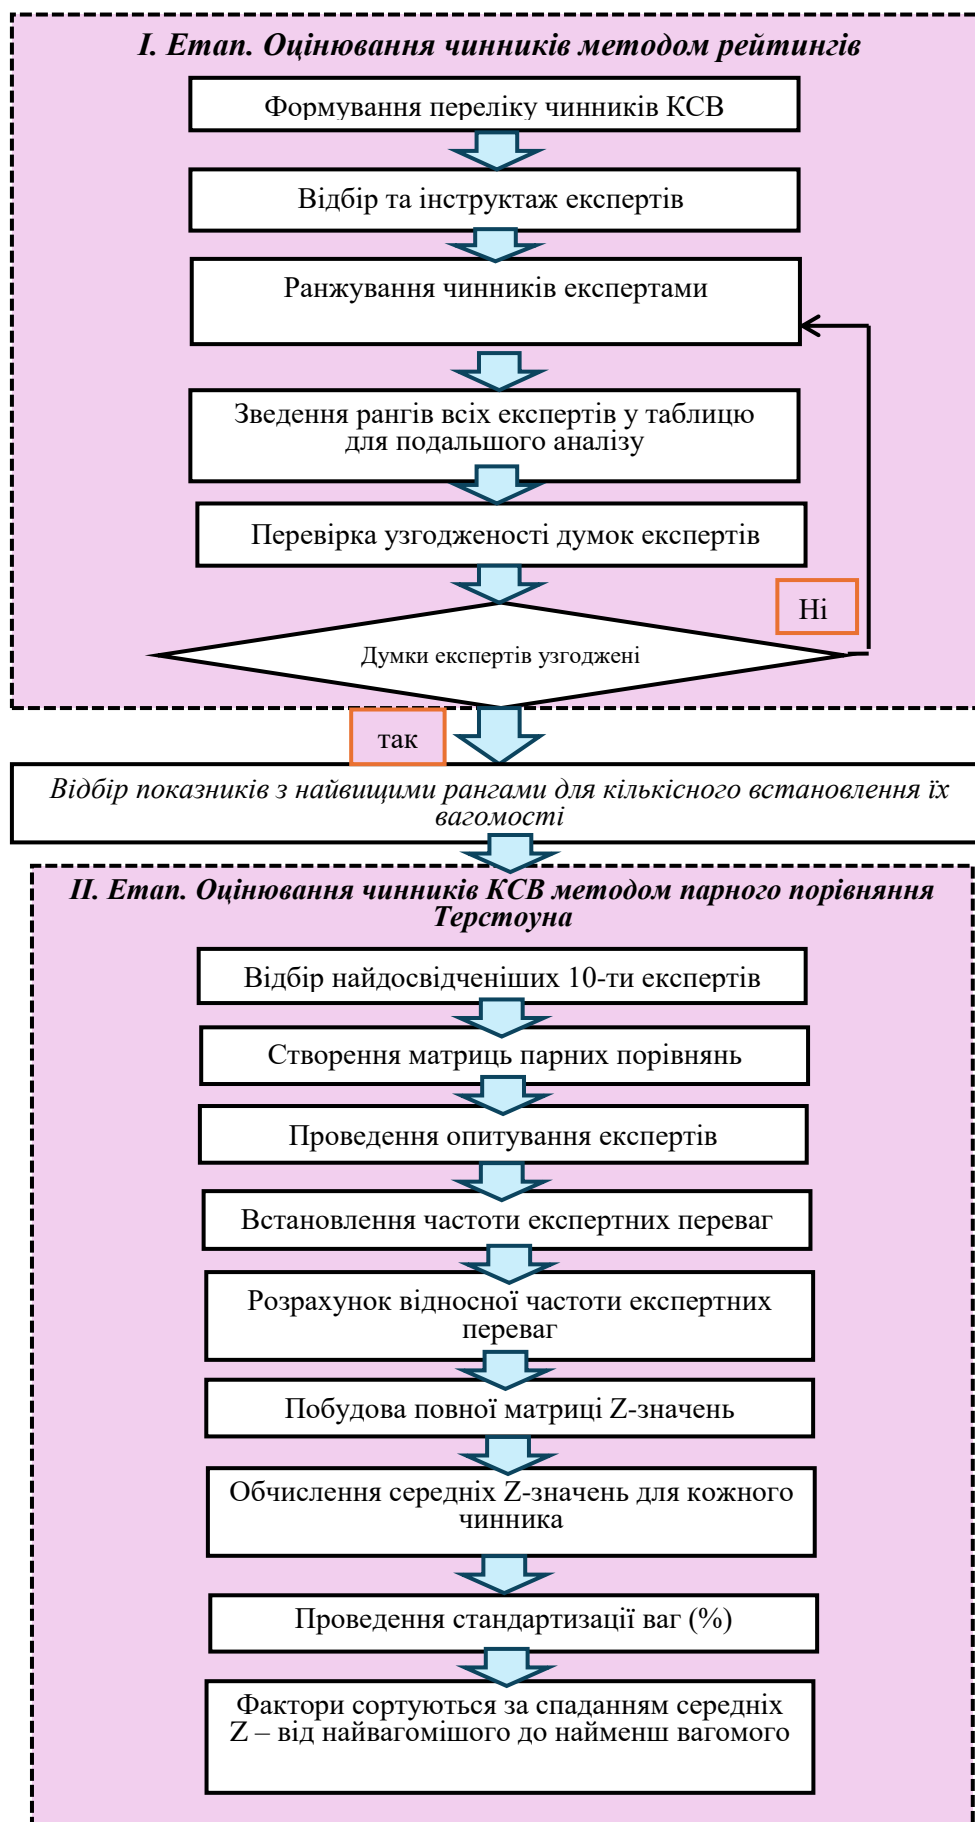 І. Етап. Оцінювання чинників методом рейтингів
Формування переліку чинників КСВ
Відбір та інструктаж експертів
Ранжування чинників експертами
Зведення рангів всіх експертів у таблицю
для подальшого аналізу
Перевірка узгодженості думок експертів
Ні
Думки експертів узгоджені
так
Відбір показників з найвищими рангами для кількісного встановлення їх
вагомості
ІІ. Етап. Оцінювання чинників КСВ методом парного порівняння
Терстоуна
Відбір найдосвідченіших 10-ти експертів
Створення матриць парних порівнянь
Проведення опитування експертів
Встановлення частоти експертних переваг
Розрахунок відносної частоти експертних
переваг
Побудова повної матриці Z-значень
Обчислення середніх Z-значень для кожного
чинника
Проведення стандартизації ваг (%)
Фактори сортуються за спаданням середніх
Z – від найвагомішого до найменш вагомого